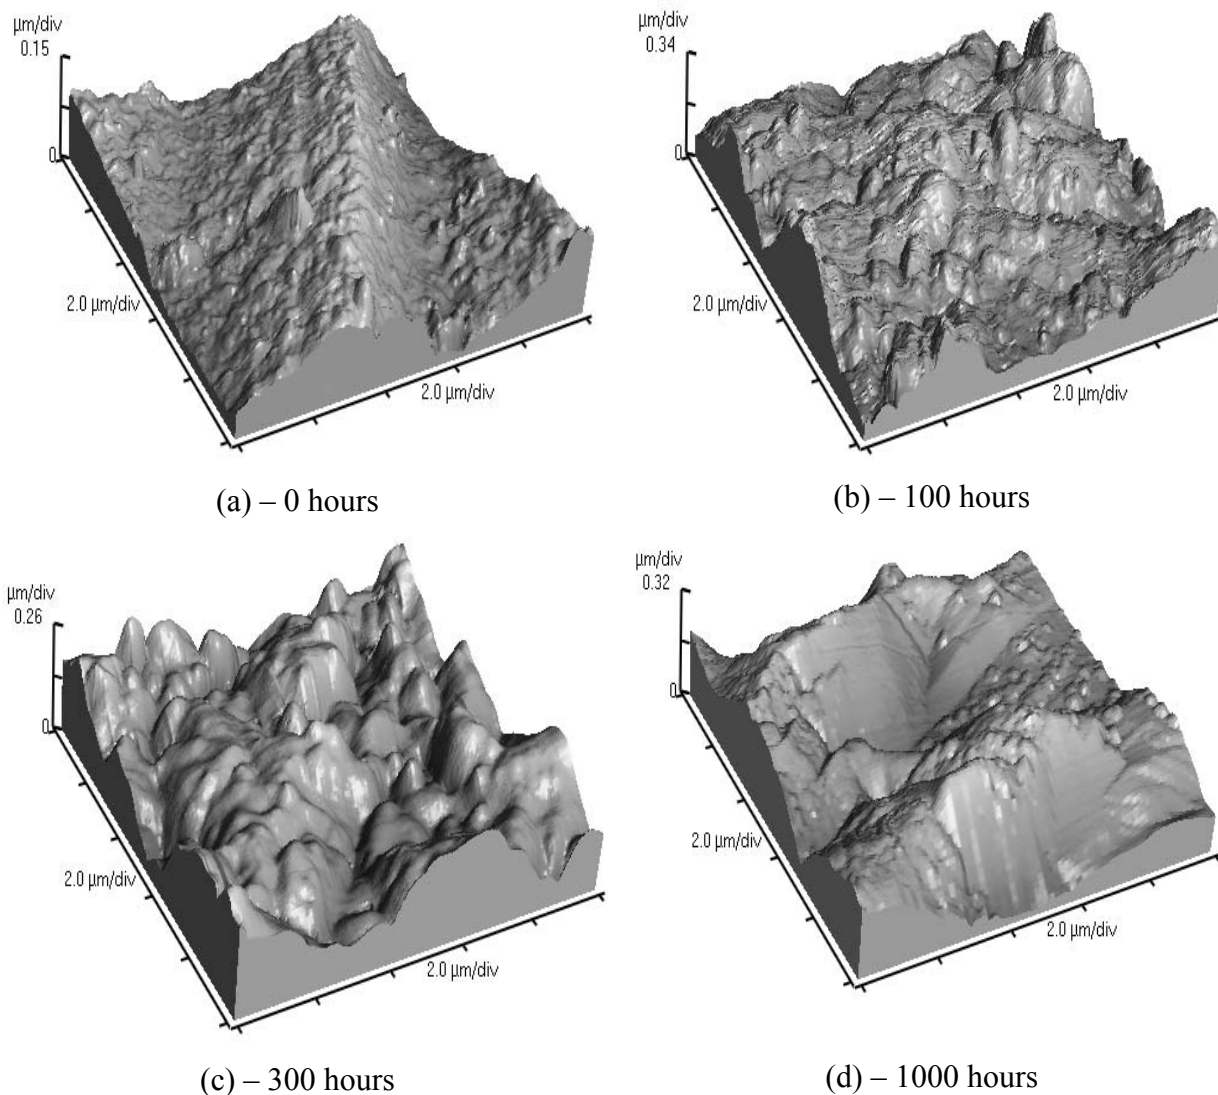 µm/div
0.15
0
2.0 µm/div
2.0 µm/div
(a) – 0 hours
µm/div
0.34
0
2.0 µm/div
2.0 µm/div
(b) – 100 hours
µm/div
0.26
0
2.0 µm/div
2.0 µm/div
(c) – 300 hours
µm/div
0.32
0
2.0 µm/div
2.0 µm/div
(d) – 1000 hours